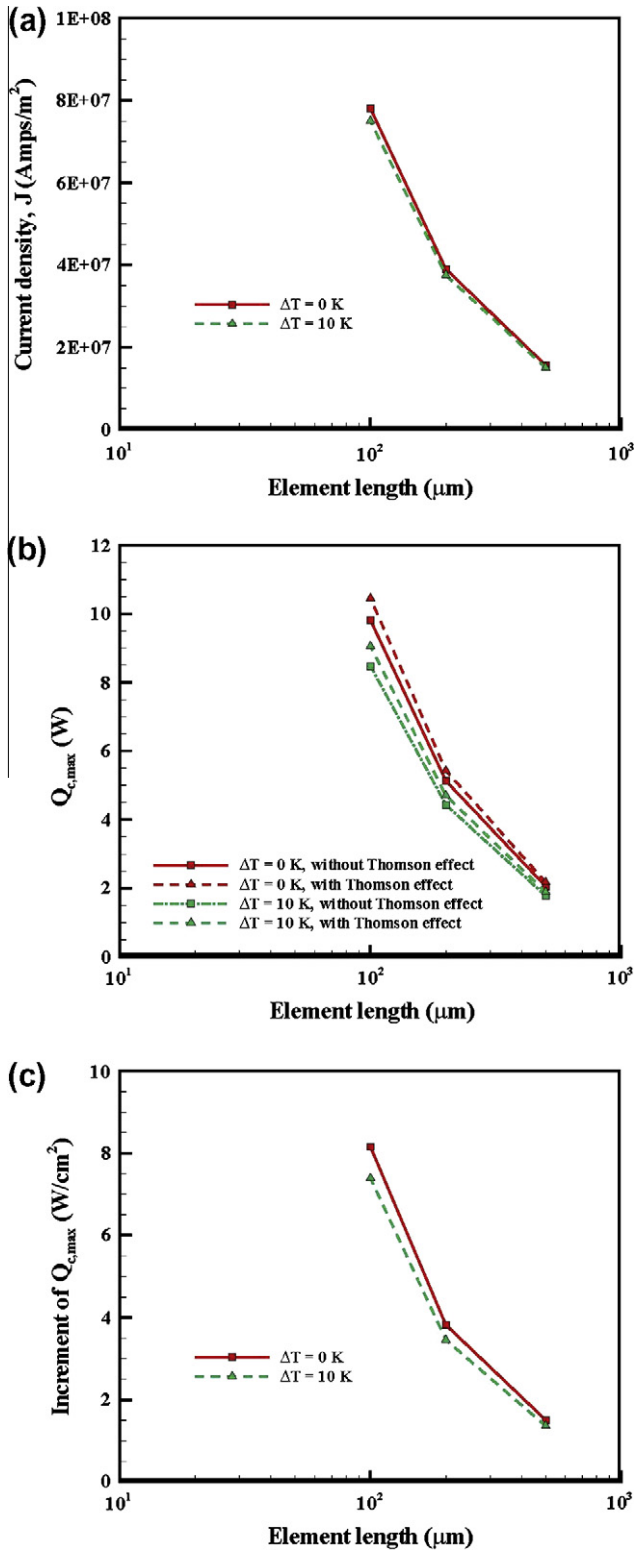 (a)
1E+08
8E+07
6E+07
4E+07
2E+07
0
Current density, J (Amps/m²)
ΔT = 0 K
ΔT = 10 K
10¹
10²
10³
Element length (μm)
(b)
12
10
8
6
4
2
0
Qc,max (W)
ΔT = 0 K, without Thomson effect
ΔT = 0 K, with Thomson effect
ΔT = 10 K, without Thomson effect
ΔT = 10 K, with Thomson effect
10¹
10²
10³
Element length (μm)
(c)
10
8
6
4
2
0
Increment of Qc,max (W/cm²)
ΔT = 0 K
ΔT = 10 K
10¹
10²
10³
Element length (μm)